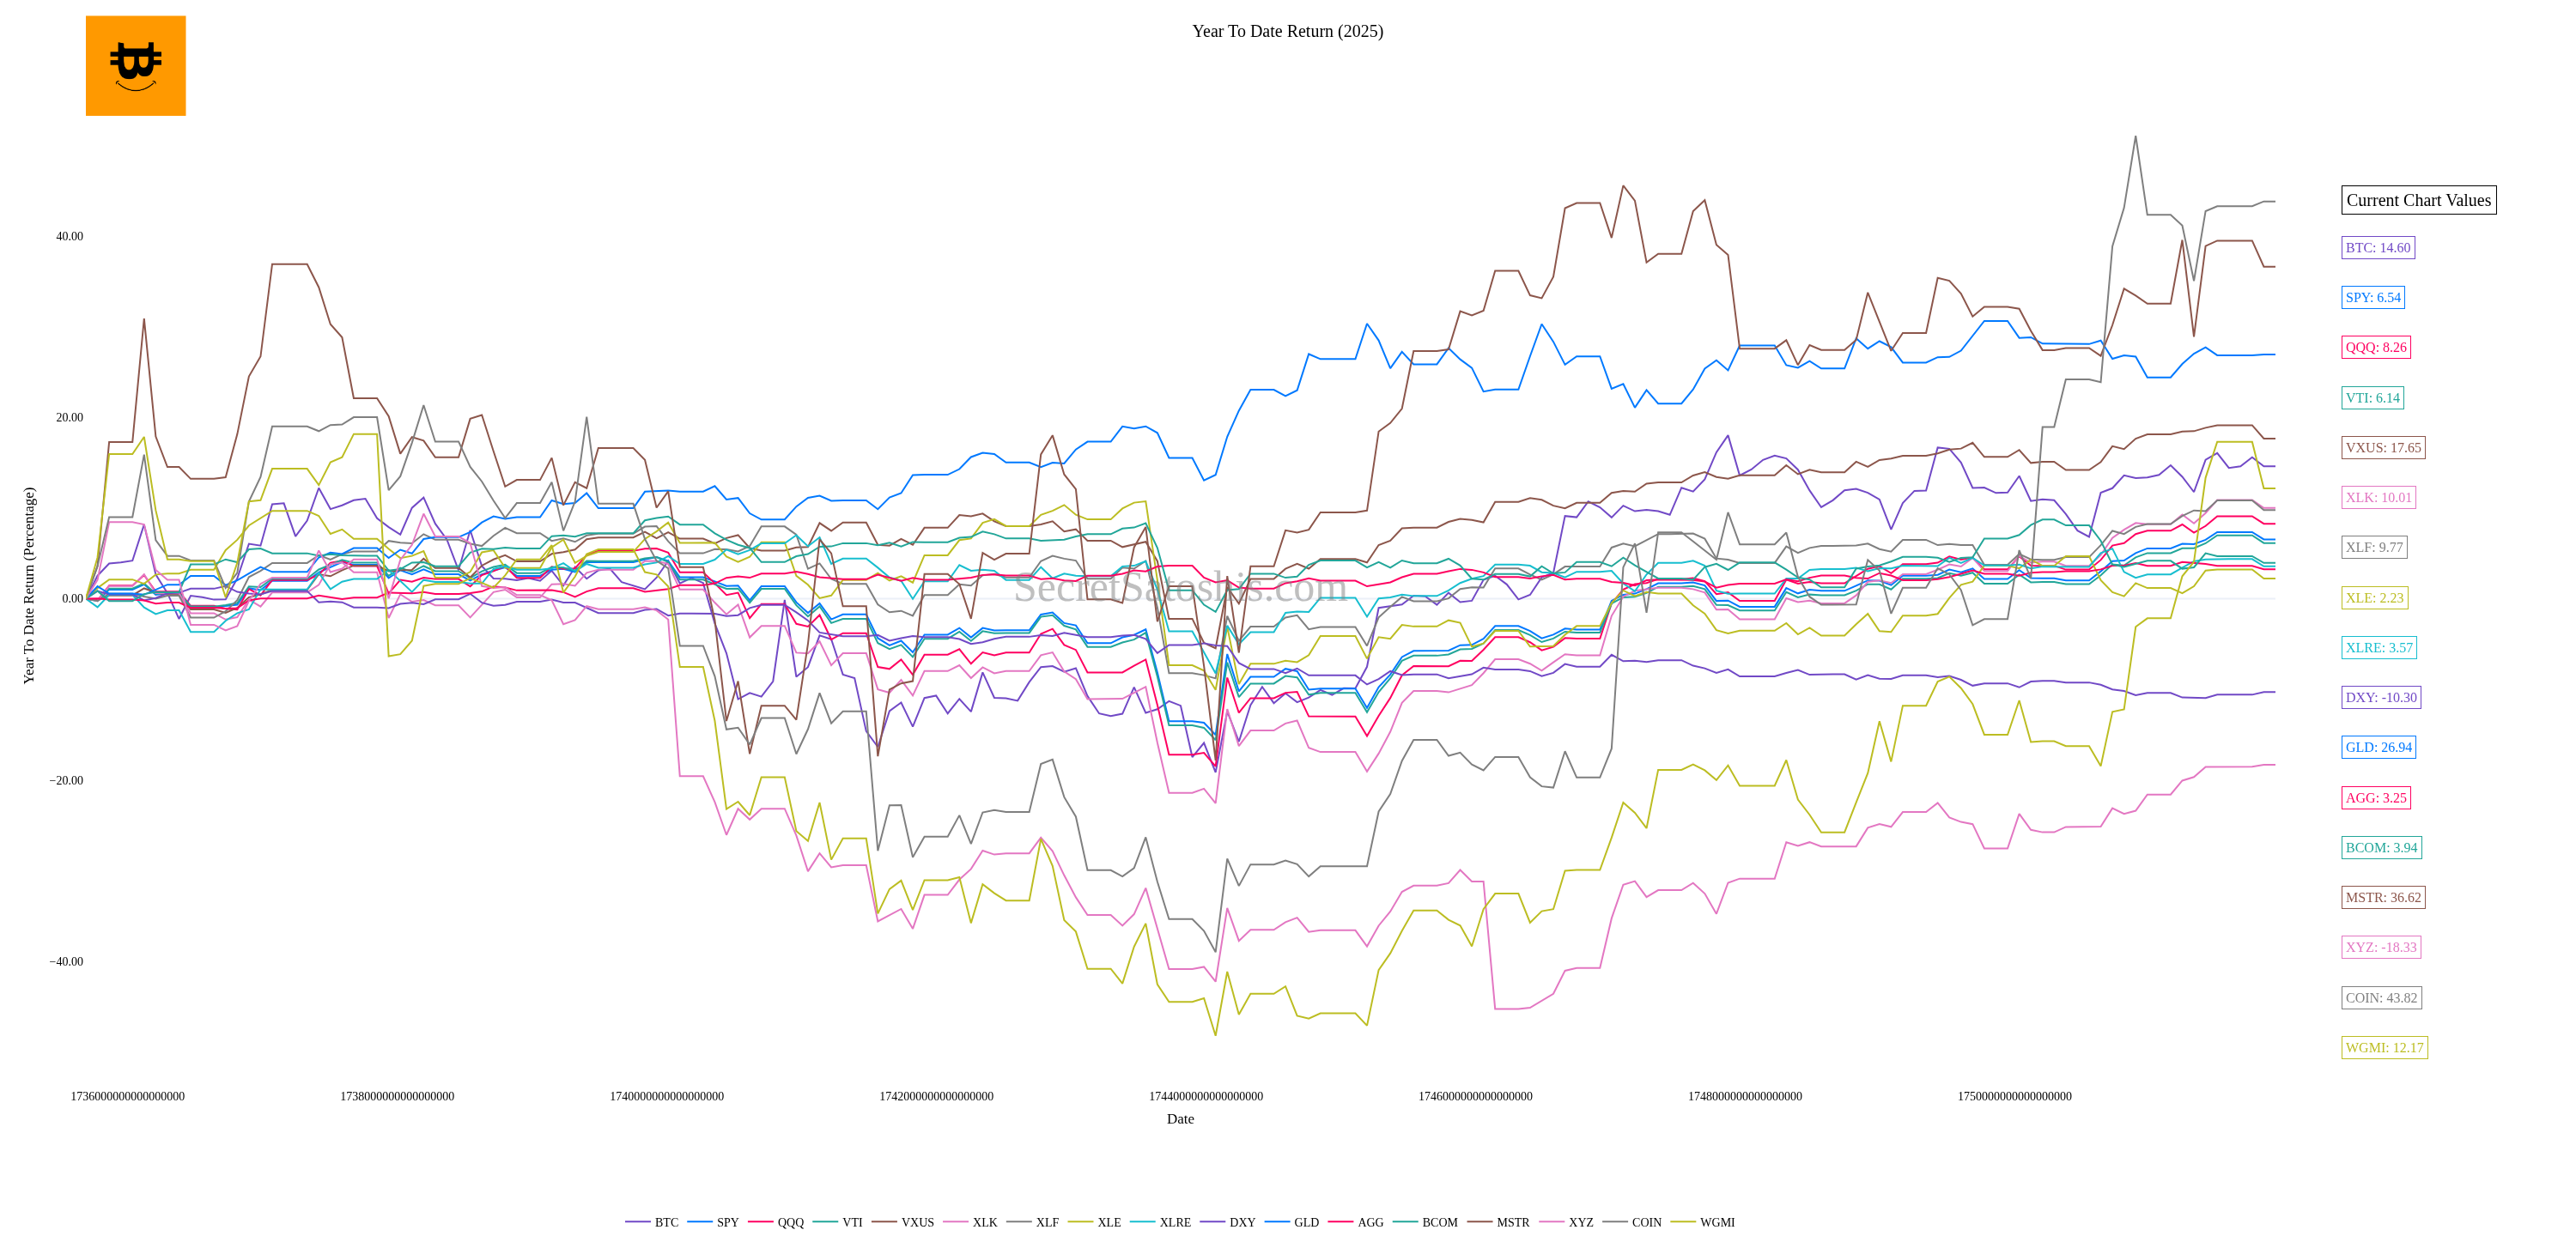 Year To Date Return (2025)
Year To Date Return (Percentage)
40.00
20.00
0.00
−20.00
−40.00
SecretSatoshis.com
Current Chart Values
BTC: 14.60
SPY: 6.54
QQQ: 8.26
VTI: 6.14
VXUS: 17.65
XLK: 10.01
XLF: 9.77
XLE: 2.23
XLRE: 3.57
DXY: -10.30
GLD: 26.94
AGG: 3.25
BCOM: 3.94
MSTR: 36.62
XYZ: -18.33
COIN: 43.82
WGMI: 12.17
1736000000000000000 1738000000000000000 1740000000000000000 1742000000000000000 1744000000000000000 1746000000000000000 1748000000000000000 1750000000000000000
Date
BTC SPY QQQ VTI VXUS XLK XLF XLE XLRE DXY GLD AGG BCOM MSTR XYZ COIN WGMI